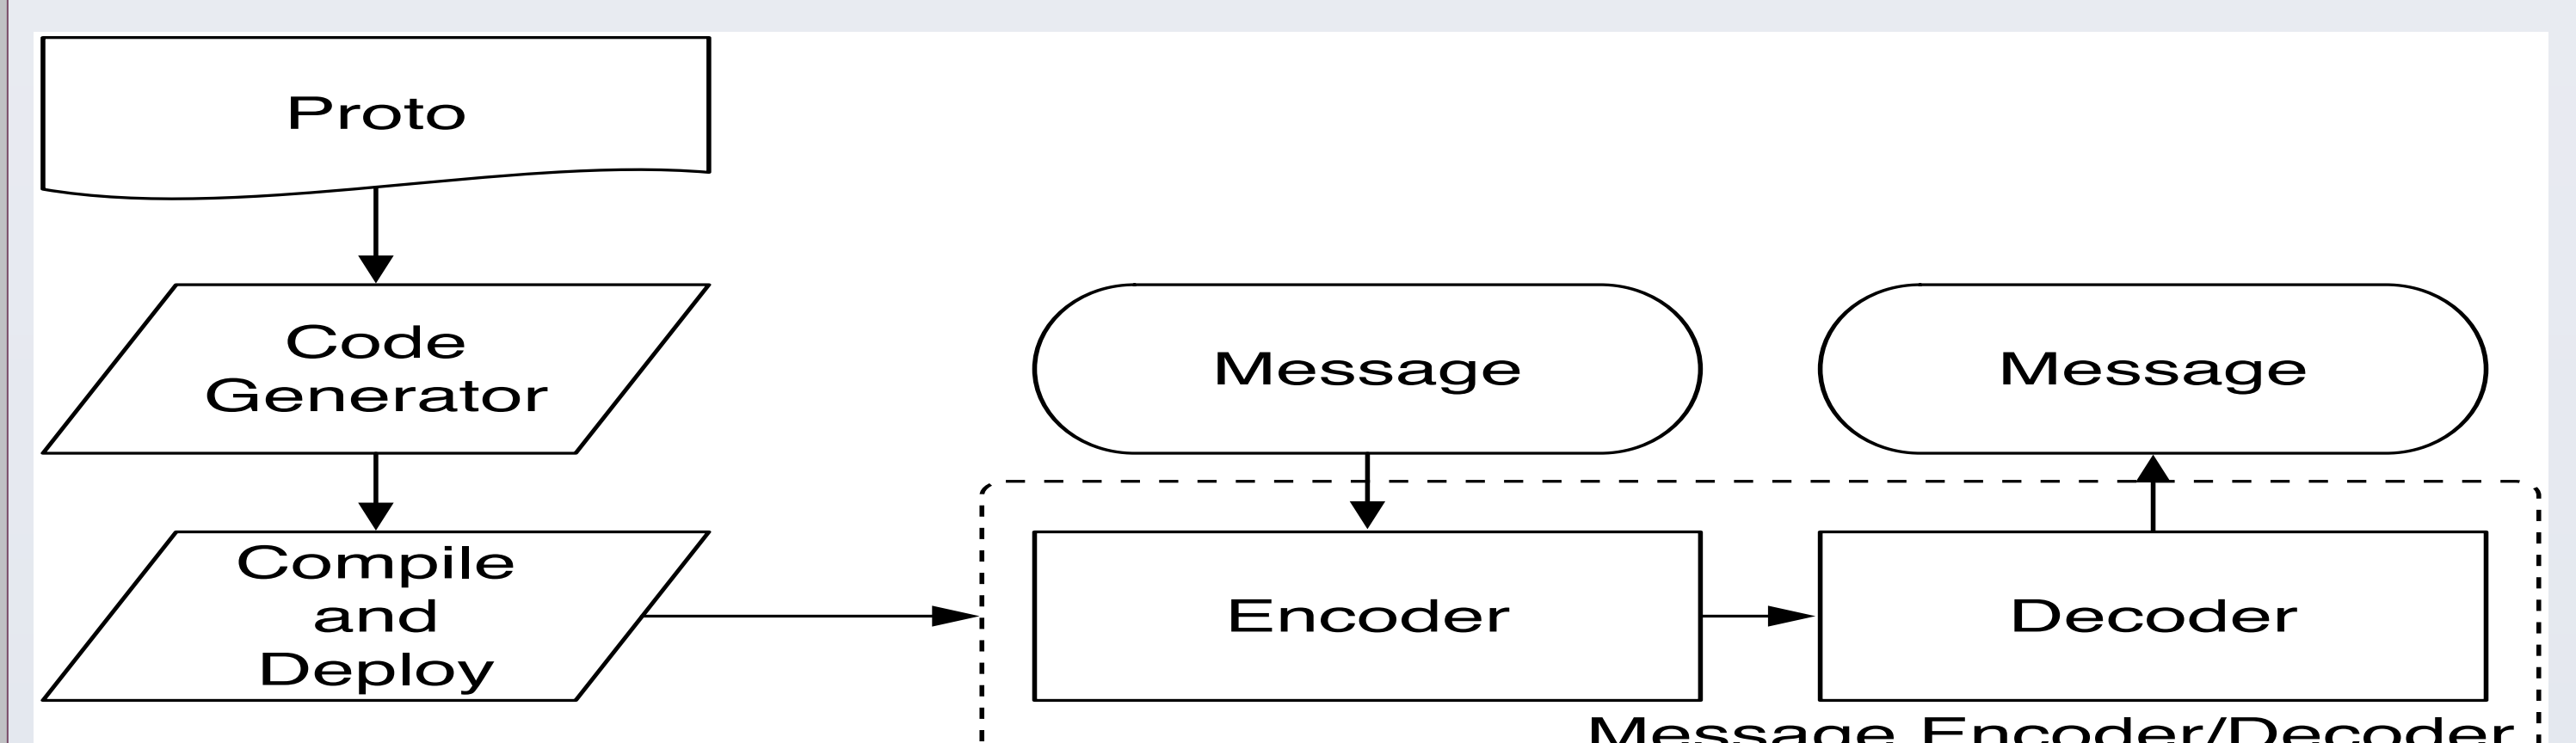 Proto
Code
Generator
Message
Message
Compile
and
Deploy
Encoder
Decoder
Message Encoder/Decoder